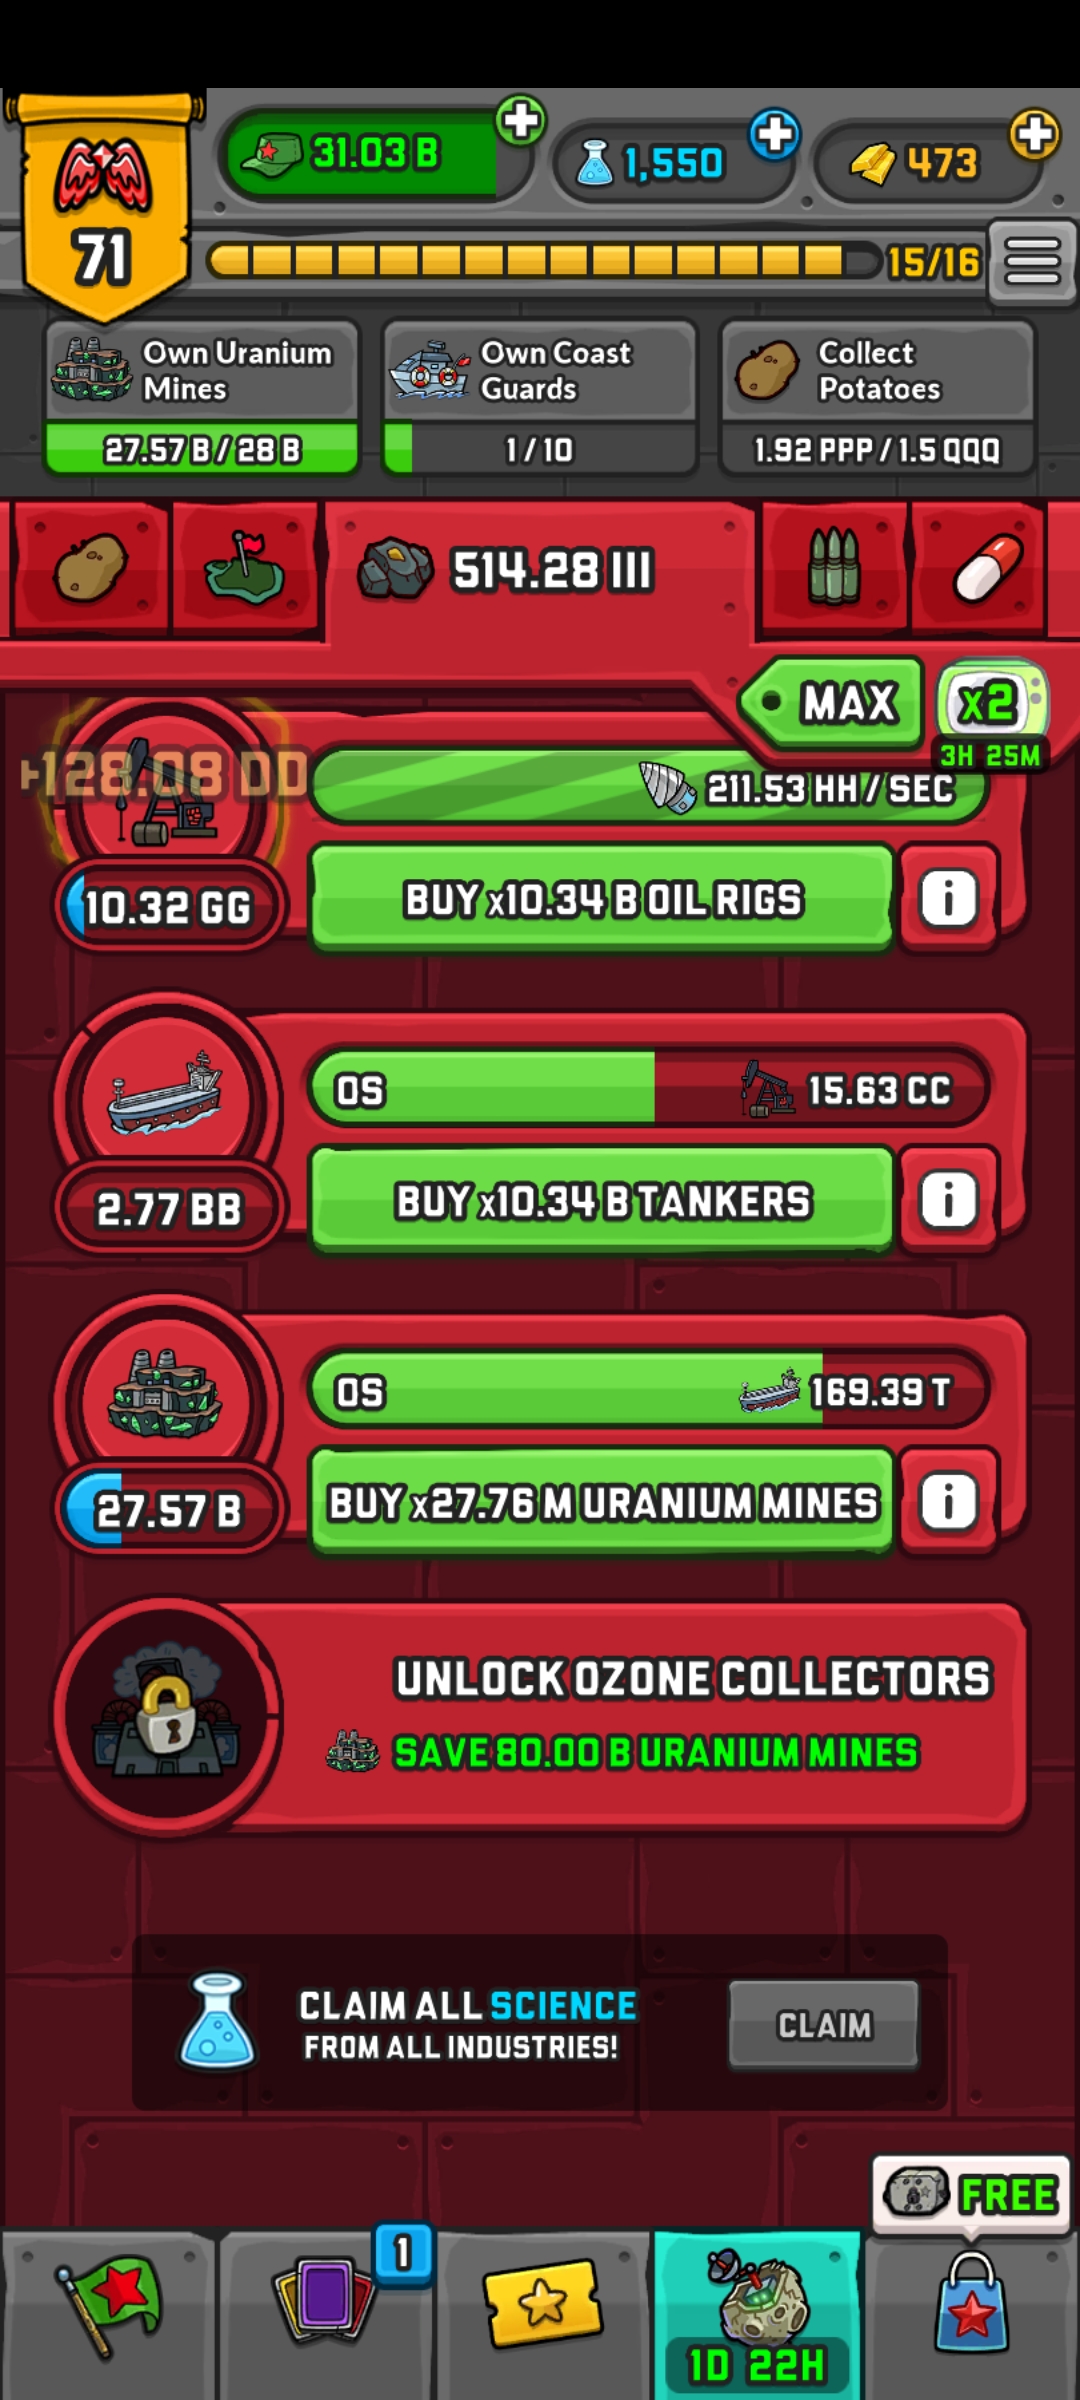 31.03 B
1,550
473
71
15/16
Own Uranium
Mines
27.57 B / 28 B
Own Coast
Guards
1 / 10
Collect
Potatoes
1.92 PPP / 1.5 QQQ
514.28 III
MAX
x2
3H 25M
+128.08 DD
211.53 HH / SEC
10.32 GG
BUY x10.34 B OIL RIGS
i
0S
15.63 CC
2.77 BB
BUY x10.34 B TANKERS
i
0S
169.39 T
27.57 B
BUY x27.76 M URANIUM MINES
i
UNLOCK OZONE COLLECTORS
SAVE 80.00 B URANIUM MINES
CLAIM ALL SCIENCE
FROM ALL INDUSTRIES!
CLAIM
FREE
1
1D 22H